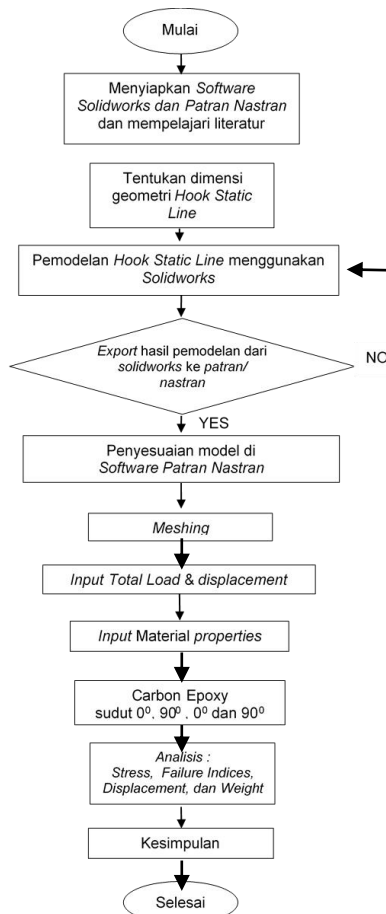 Mulai
Menyiapkan Software
Solidworks dan Patran Nastran
dan mempelajari literatur
Tentukan dimensi
geometri Hook Static
Line
Pemodelan Hook Static Line menggunakan
Solidworks
Export hasil pemodelan dari
solidworks ke patran/
nastran
NO
YES
Penyesuaian model di
Software Patran Nastran
Meshing
Input Total Load & displacement
Input Material properties
Carbon Epoxy
sudut 0⁰. 90⁰ . 0⁰ dan 90⁰
Analisis :
Stress, Failure Indices,
Displacement, dan Weight
Kesimpulan
Selesai